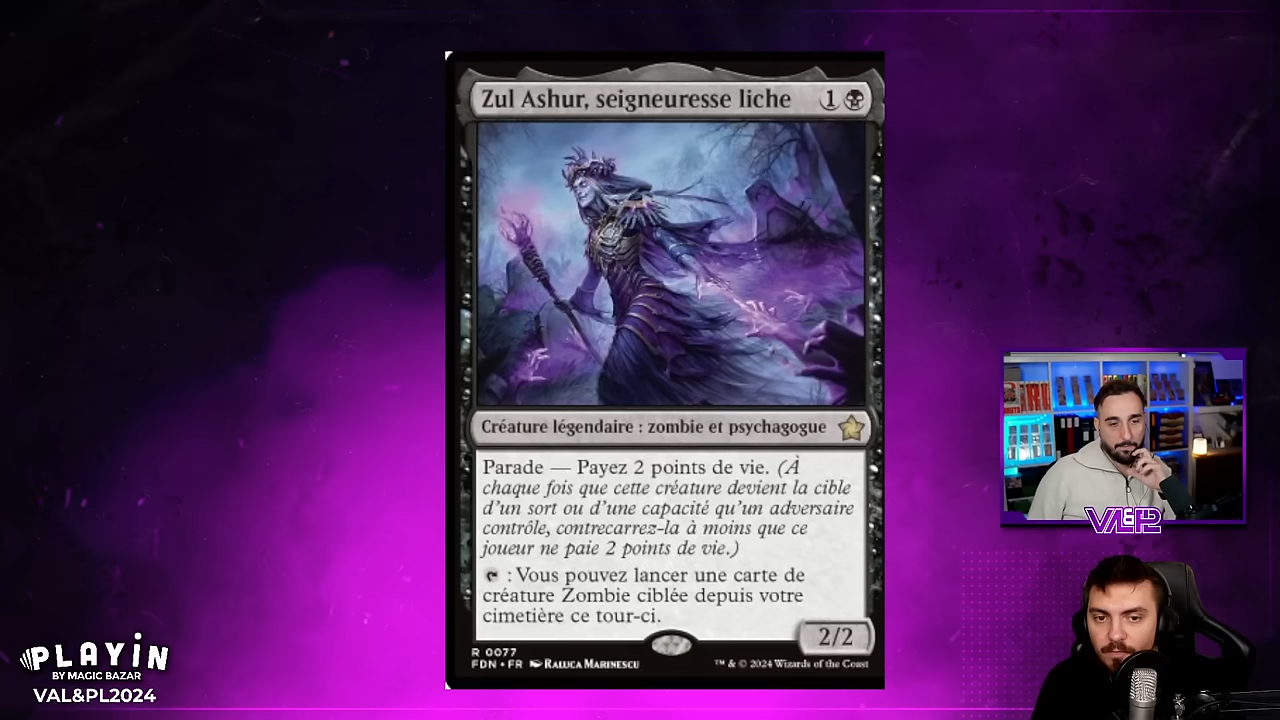 Zul Ashur, seigneuresse liche 1
Créature légendaire : zombie et psychagogue
Parade — Payez 2 points de vie. (À
chaque fois que cette créature devient la cible
d'un sort ou d'une capacité qu'un adversaire
contrôle, contrecarrez-la à moins que ce
joueur ne paie 2 points de vie.)
: Vous pouvez lancer une carte de
créature Zombie ciblée depuis votre
cimetière ce tour-ci.
2/2
R 0077
FDN • FR Raluca Marinescu
™ & © 2024 Wizards of the Coast
VAL&PL
PLAYIN
BY MAGIC BAZAR
VAL&PL2024